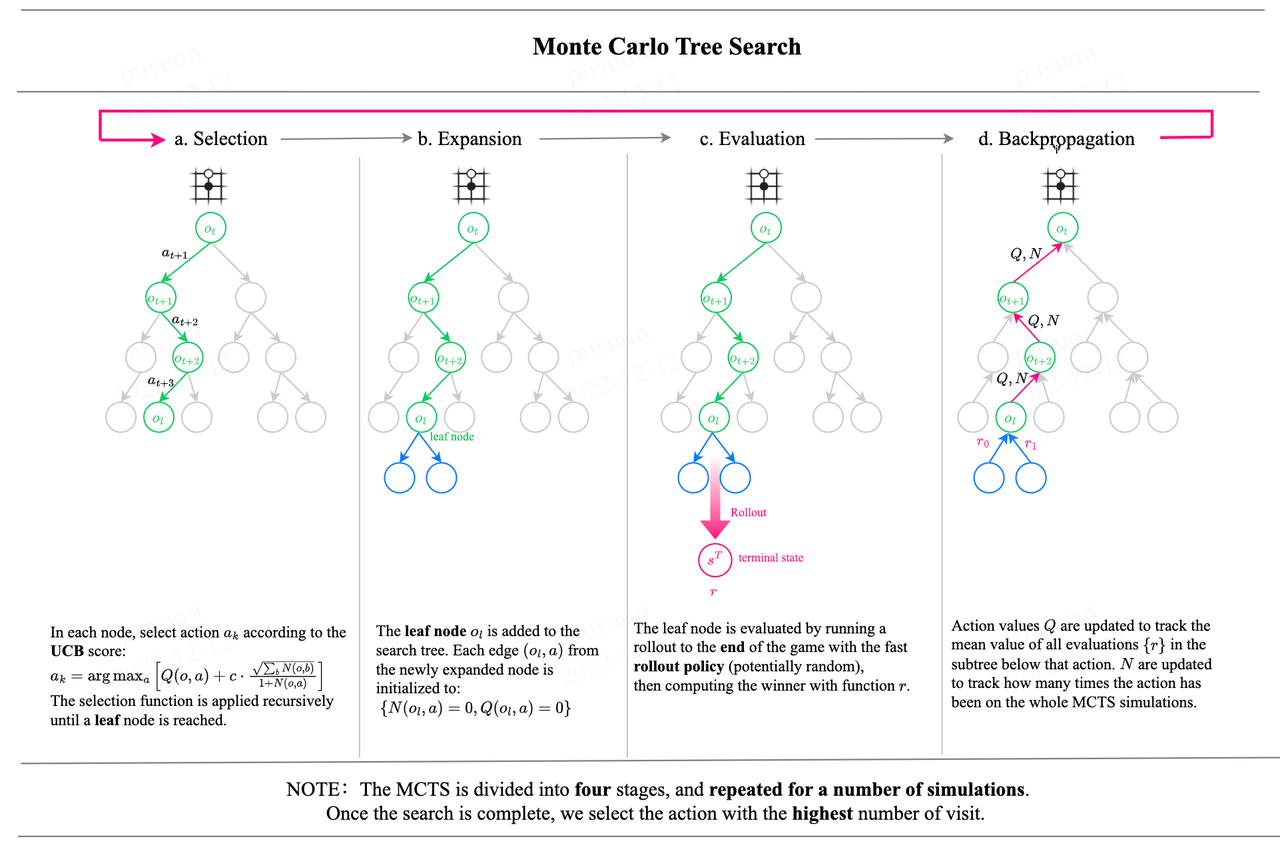 Monte Carlo Tree Search
a. Selection
b. Expansion
c. Evaluation
d. Backpropagation
o_t
a_{t+1}
o_{t+1}
a_{t+2}
o_{t+2}
a_{t+3}
o_l
o_t
o_{t+1}
o_{t+2}
o_l
leaf node
o_t
o_{t+1}
o_{t+2}
o_l
Rollout
s^T
terminal state
r
o_t
Q, N
o_{t+1}
Q, N
o_{t+2}
Q, N
o_l
r_0
r_1
In each node, select action a_k according to the
UCB score:
a_k = arg max_a [Q(o, a) + c · \frac{\sqrt{\sum_b N(o,b)}}{1+N(o,a)}]
The selection function is applied recursively
until a leaf node is reached.
The leaf node o_l is added to the
search tree. Each edge (o_l, a) from
the newly expanded node is
initialized to:
{N(o_l, a) = 0, Q(o_l, a) = 0}
The leaf node is evaluated by running a
rollout to the end of the game with the fast
rollout policy (potentially random),
then computing the winner with function r.
Action values Q are updated to track the
mean value of all evaluations {r} in the
subtree below that action. N are updated
to track how many times the action has
been on the whole MCTS simulations.
NOTE: The MCTS is divided into four stages, and repeated for a number of simulations.
Once the search is complete, we select the action with the highest number of visit.
puyuan
2022-12-12